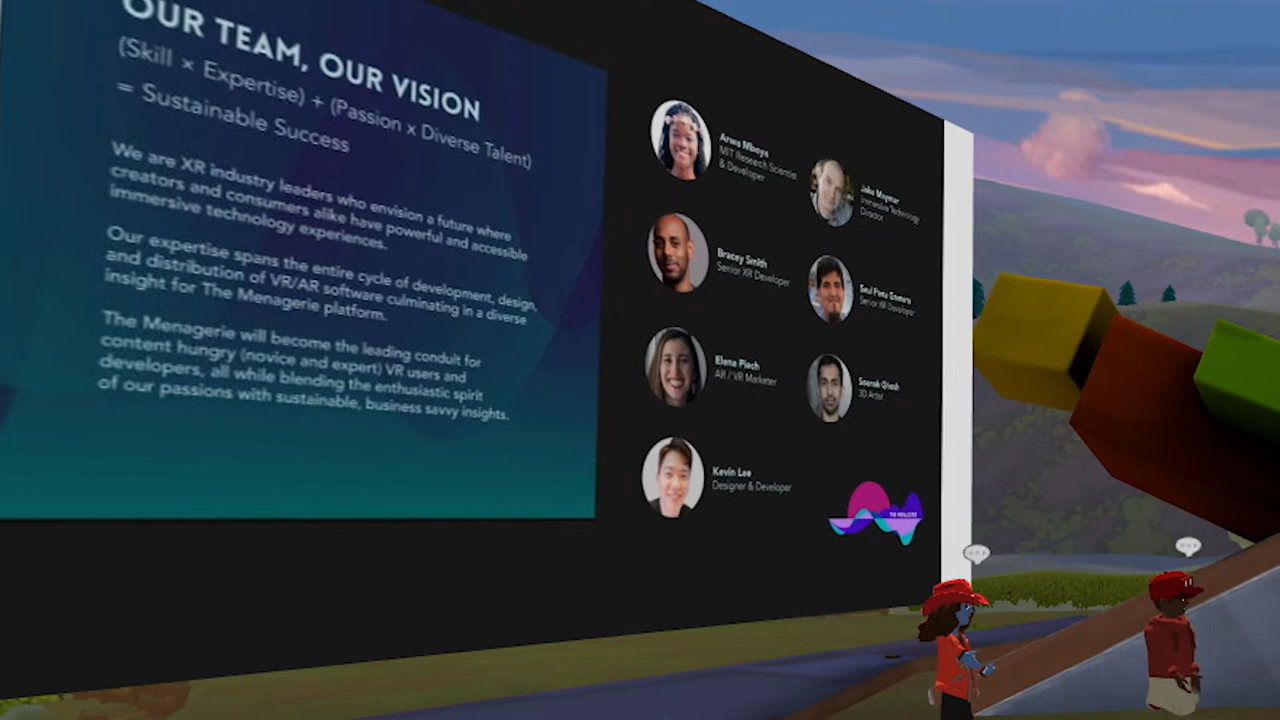 OUR TEAM, OUR VISION
(Skill x Expertise) + (Passion x Diverse Talent)
= Sustainable Success
We are XR industry leaders who envision a future where
creators and consumers alike have powerful and accessible
immersive technology experiences.
Our expertise spans the entire cycle of development, design,
and distribution of VR/AR software culminating in a diverse
insight for The Menagerie platform.
The Menagerie will become the leading conduit for
content hungry (novice and expert) VR users and
developers, all while blending the enthusiastic spirit
of our passions with sustainable, business savvy insights.
Arwa Mboya
MIT Research Scientist
& Developer
Bracey Smith
Senior XR Developer
Elena Piech
AR / VR Marketer
Kevin Lee
Designer & Developer
Jake Maymar
Immersive Technology
Director
Saul Pena
Senior XR Developer
Sourak Ghosh
3D Artist